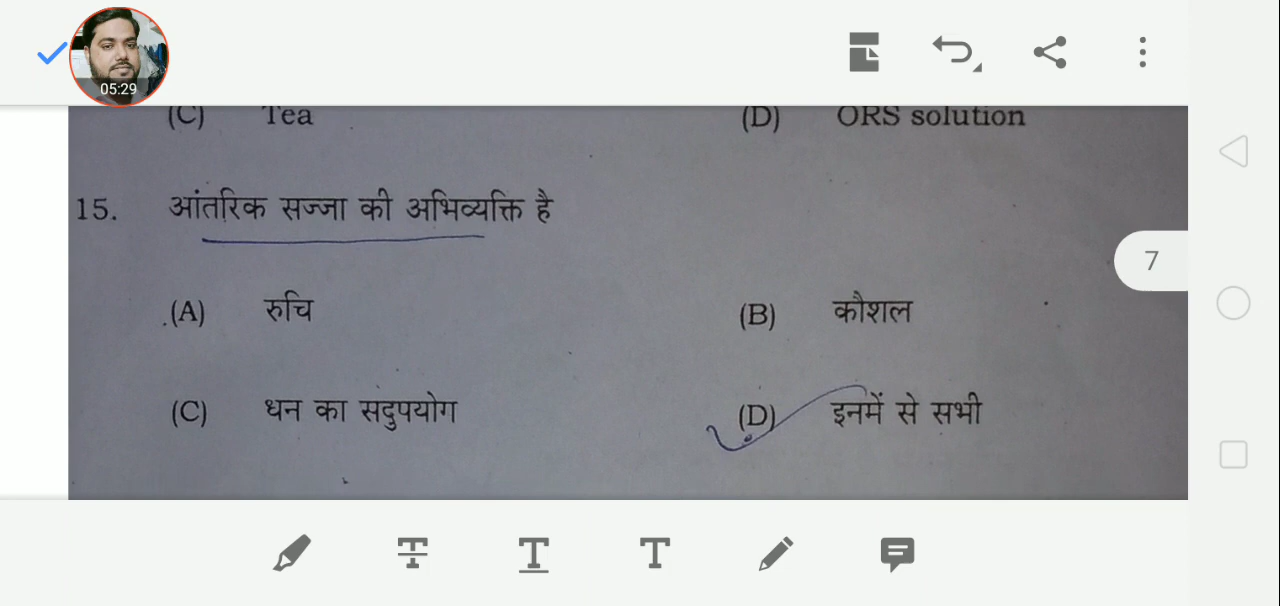 05:29
(C) Tea (D) ORS solution
15. आंतरिक सज्जा की अभिव्यक्ति है
7
(A) रुचि (B) कौशल
(C) धन का सदुपयोग (D) इनमें से सभी
T T T